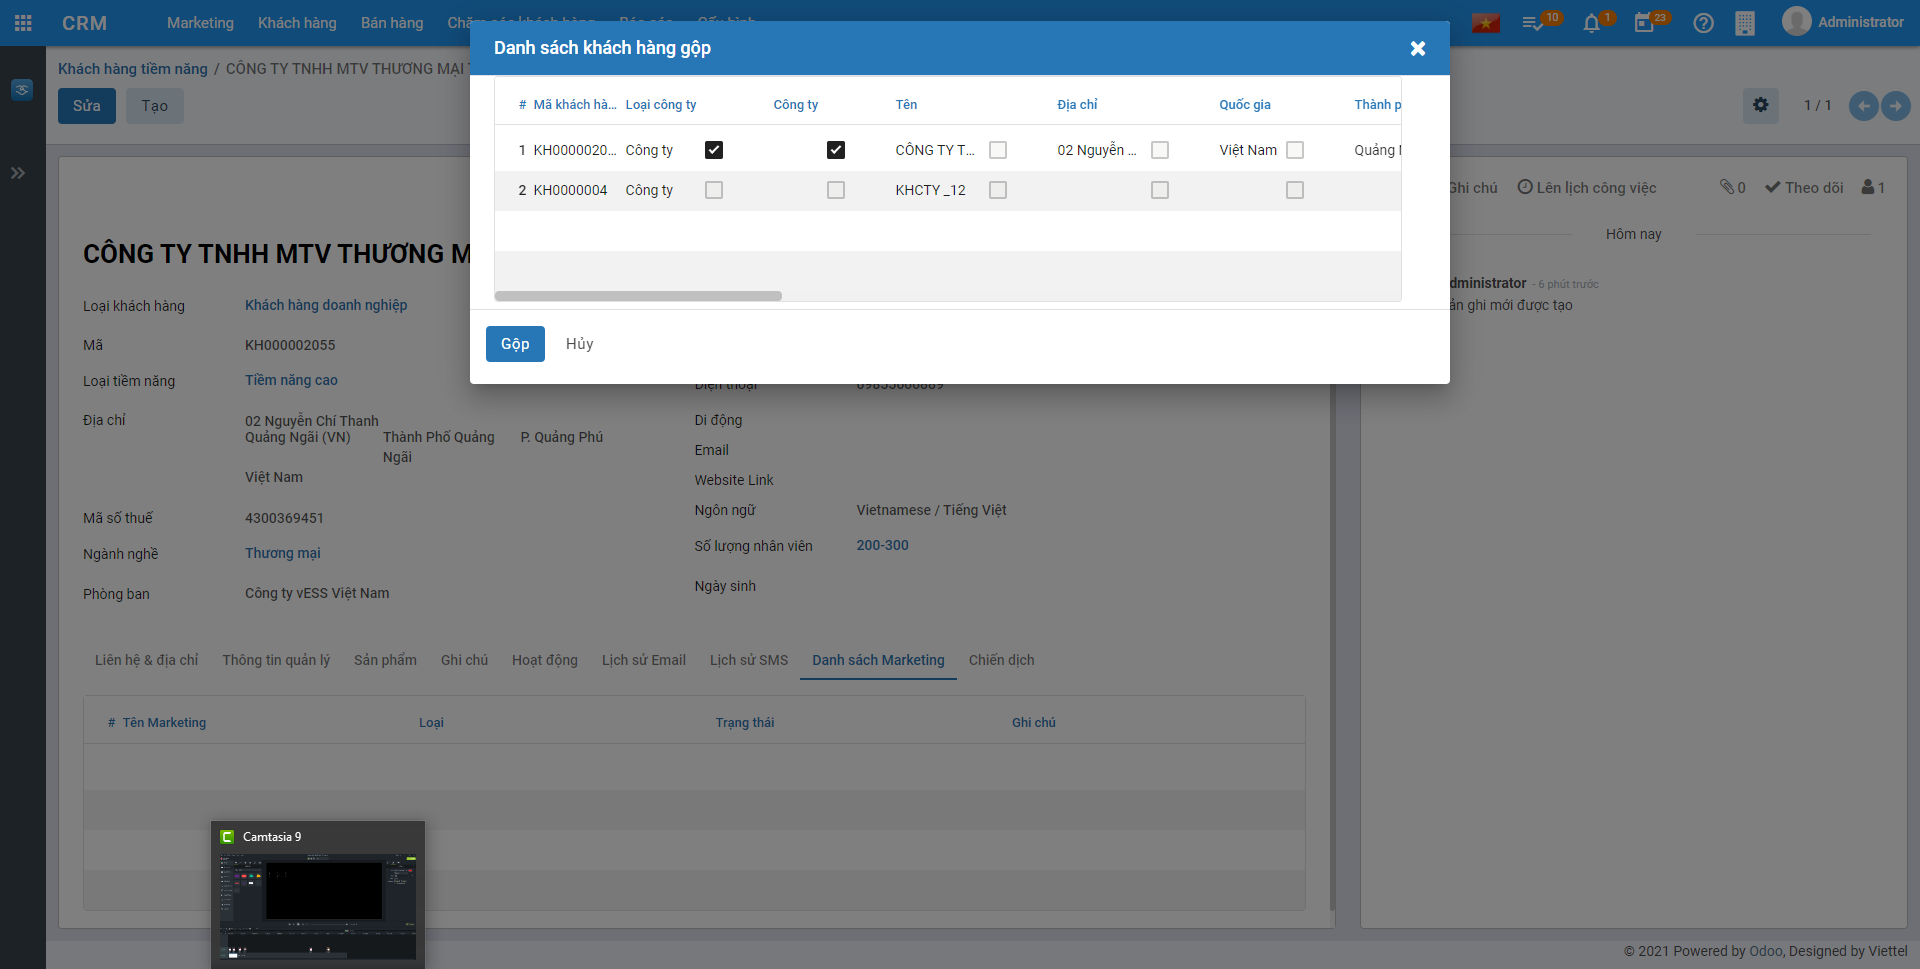 CRM Marketing Khách hàng Bán hàng Chăm sóc khách hàng Báo cáo Cấu hình 10 1 23 Administrator
Danh sách khách hàng gộp
Khách hàng tiềm năng / CÔNG TY TNHH MTV THƯƠNG MẠI
Sửa Tạo
1 / 1
# Mã khách hà... Loại công ty Công ty Tên Địa chỉ Quốc gia Thành p
1 KH0000020... Công ty CÔNG TY T... 02 Nguyễn ... Việt Nam Quảng
2 KH0000004 Công ty KHCTY _12
Gộp Hủy
Ghi chú Lên lịch công việc 0 Theo dõi 1
Hôm nay
dministrator - 6 phút trước
ản ghi mới được tạo
CÔNG TY TNHH MTV THƯƠNG M
Loại khách hàng Khách hàng doanh nghiệp
Mã KH000002055
Loại tiềm năng Tiềm năng cao
Điện thoại 09855066889
Địa chỉ 02 Nguyễn Chí Thanh
Quảng Ngãi (VN) Thành Phố Quảng Ngãi P. Quảng Phú
Việt Nam
Di động
Email
Website Link
Mã số thuế 4300369451
Ngôn ngữ Vietnamese / Tiếng Việt
Ngành nghề Thương mại
Số lượng nhân viên 200-300
Phòng ban Công ty vESS Việt Nam
Ngày sinh
Liên hệ & địa chỉ Thông tin quản lý Sản phẩm Ghi chú Hoạt động Lịch sử Email Lịch sử SMS Danh sách Marketing Chiến dịch
# Tên Marketing Loại Trạng thái Ghi chú
Camtasia 9
© 2021 Powered by Odoo, Designed by Viettel